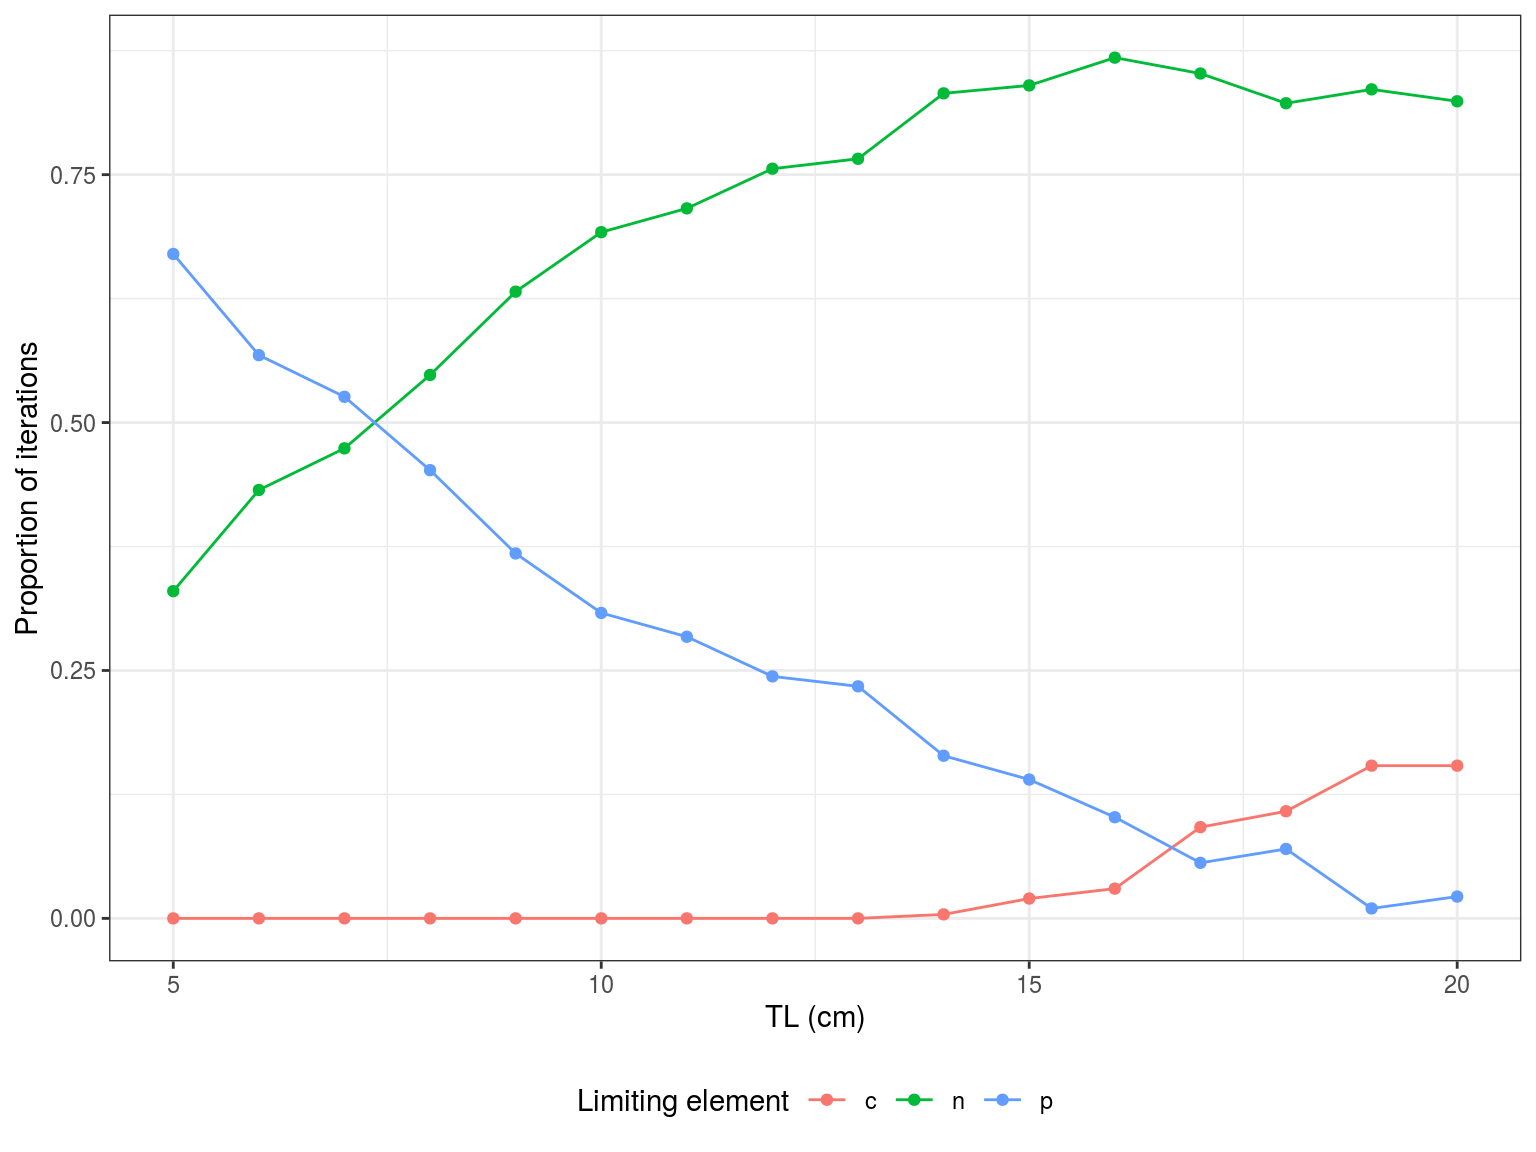 Proportion of iterations
0.75
0.50
0.25
0.00
5 10 15 20
TL (cm)
Limiting element c n p